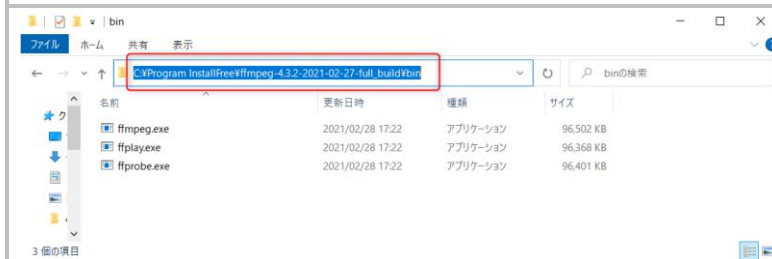 bin
ファイル ホーム 共有 表示
C:¥Program InstallFree¥ffmpeg-4.3.2-2021-02-27-full_build¥bin binの検索
名前 更新日時 種類 サイズ
ク
ffmpeg.exe 2021/02/28 17:22 アプリケーション 96,502 KB
ffplay.exe 2021/02/28 17:22 アプリケーション 96,368 KB
ffprobe.exe 2021/02/28 17:22 アプリケーション 96,401 KB
3 個の項目